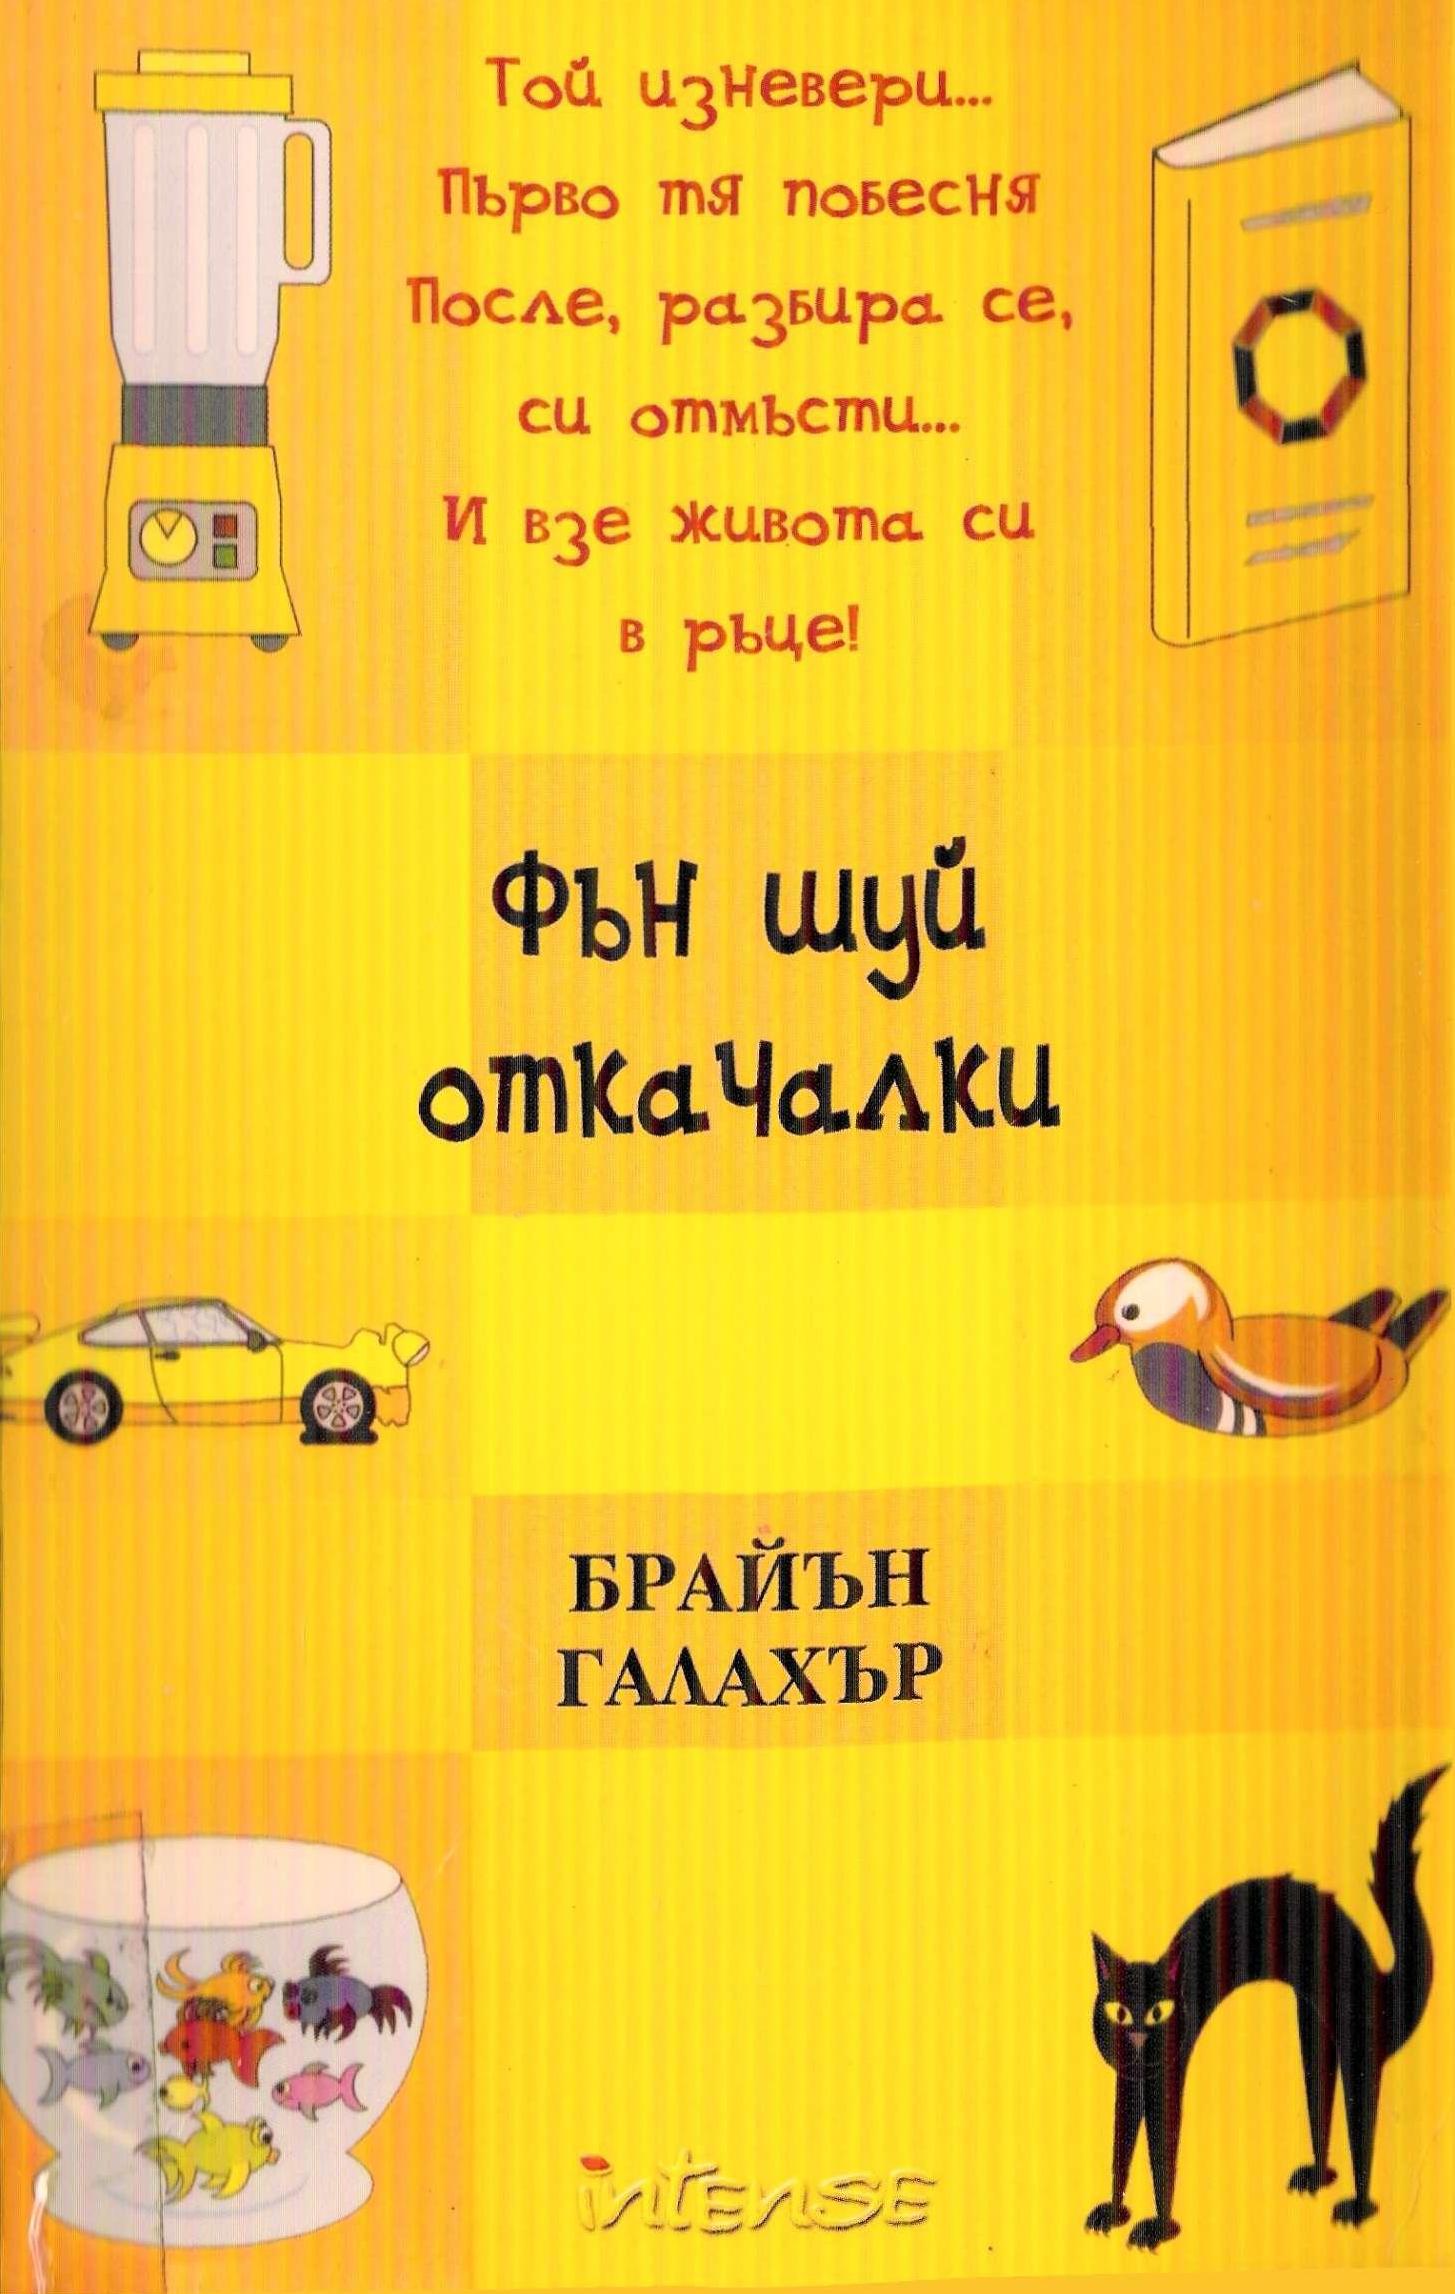 Той изневери...
Първо тя побесня
После, разбира се,
си отмъсти...
И взе живота си
в ръце!
Фън шуй
откачалки
БРАЙЪН
ГАЛАХЪР
intense